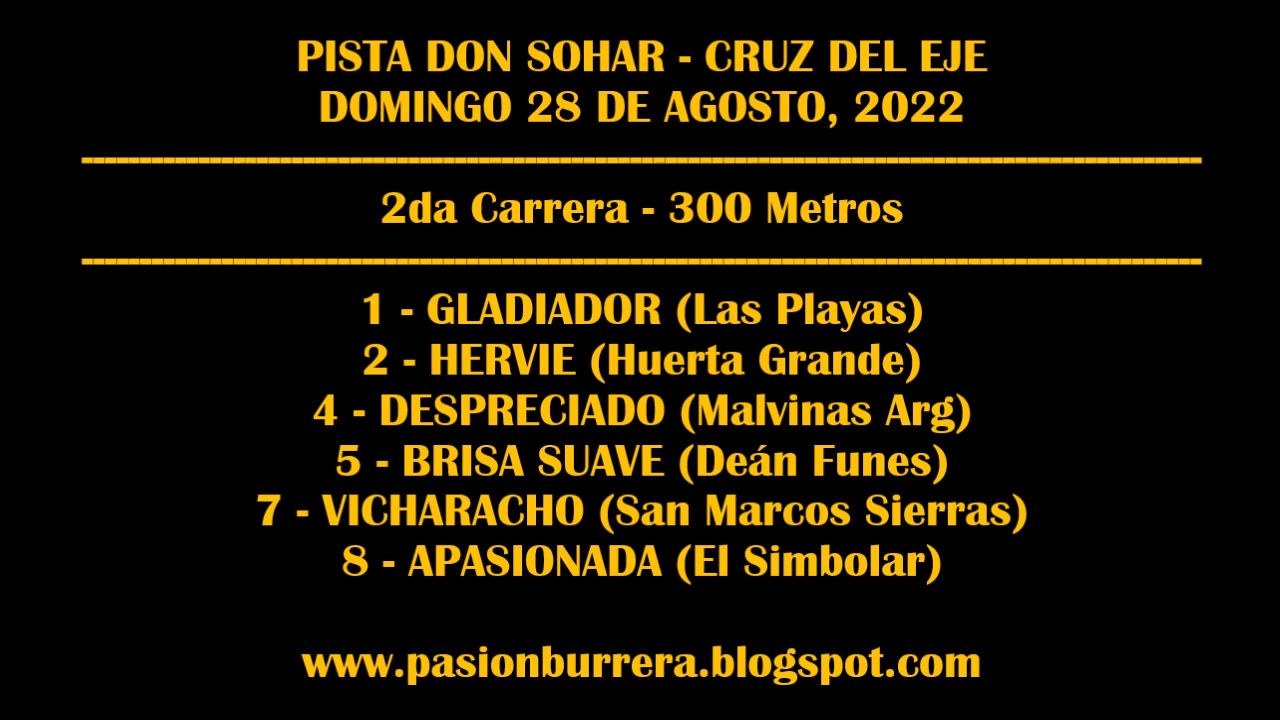 PISTA DON SOHAR - CRUZ DEL EJE
DOMINGO 28 DE AGOSTO, 2022
2da Carrera - 300 Metros
1 - GLADIADOR (Las Playas)
2 - HERVIE (Huerta Grande)
4 - DESPRECIADO (Malvinas Arg)
5 - BRISA SUAVE (Deán Funes)
7 - VICHARACHO (San Marcos Sierras)
8 - APASIONADA (El Simbolar)
www.pasionburrera.blogspot.com